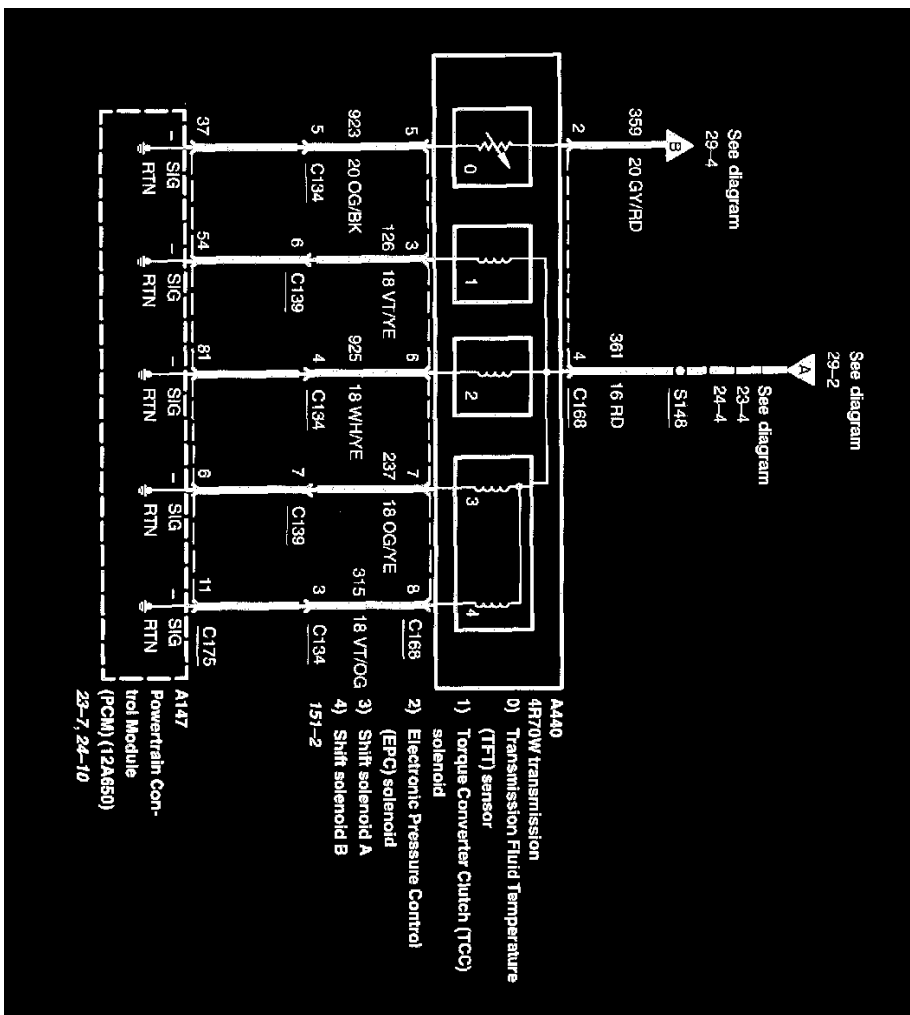 See diagram
29-2
A
See diagram
23-4
24-4
S148
361
16 RD
4
C168
See diagram
29-4
B
359
20 GY/RD
2
0
1
2
3
4
A440
4R70W transmission
0) Transmission Fluid Temperature
(TFT) sensor
1) Torque Converter Clutch (TCC)
solenoid
2) Electronic Pressure Control
(EPC) solenoid
3) Shift solenoid A
4) Shift solenoid B
151-2
5
3
6
7
8
C168
923
20 OG/BK
126
18 VT/YE
925
18 WH/YE
237
18 OG/YE
315
18 VT/OG
5
C134
6
C139
4
C134
7
C139
3
C134
37
54
81
6
11
C175
SIG
RTN
SIG
RTN
SIG
RTN
SIG
RTN
SIG
RTN
A147
Powertrain Con-
trol Module
(PCM) (12A650)
23-7, 24-10